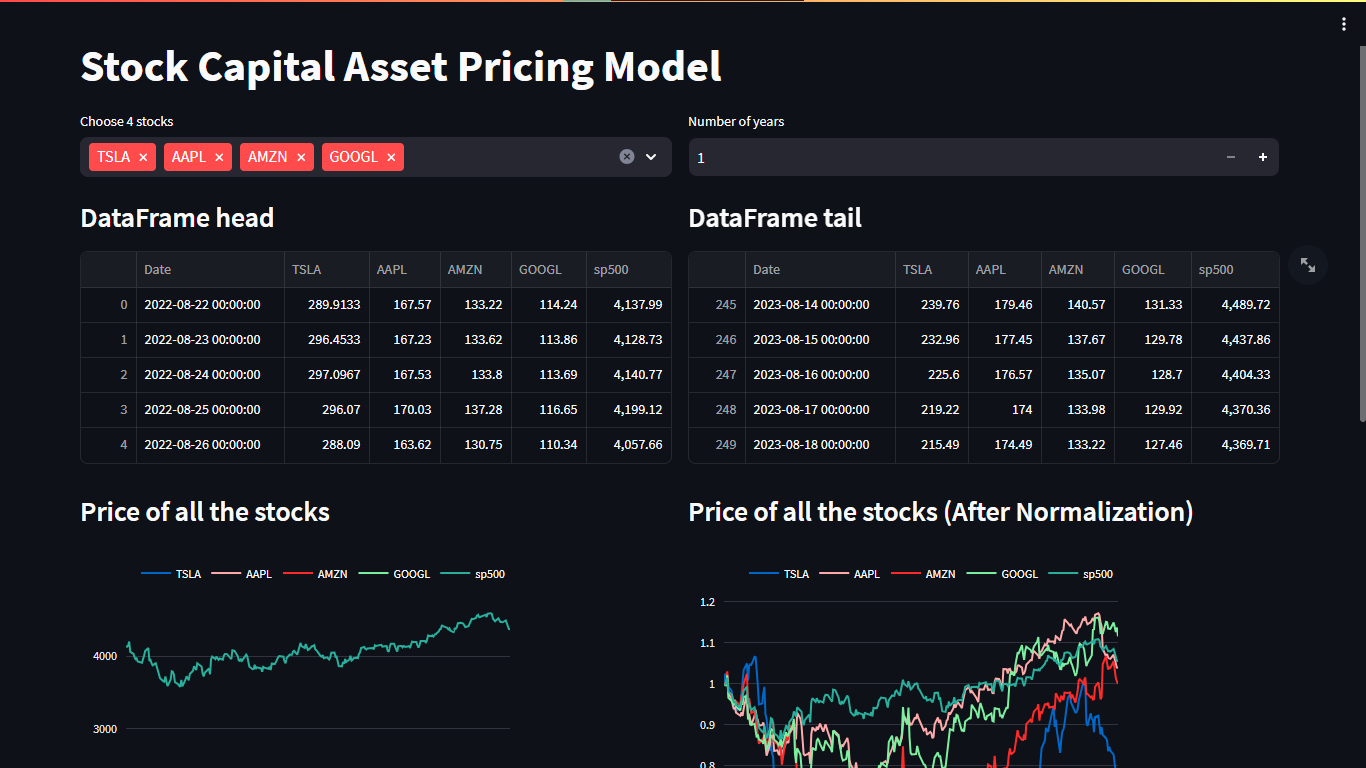 Stock Capital Asset Pricing Model
Choose 4 stocks
Number of years
TSLA × AAPL × AMZN × GOOGL ×
1
DataFrame head
DataFrame tail
Date TSLA AAPL AMZN GOOGL sp500
0 2022-08-22 00:00:00 289.9133 167.57 133.22 114.24 4,137.99
1 2022-08-23 00:00:00 296.4533 167.23 133.62 113.86 4,128.73
2 2022-08-24 00:00:00 297.0967 167.53 133.8 113.69 4,140.77
3 2022-08-25 00:00:00 296.07 170.03 137.28 116.65 4,199.12
4 2022-08-26 00:00:00 288.09 163.62 130.75 110.34 4,057.66
Date TSLA AAPL AMZN GOOGL sp500
245 2023-08-14 00:00:00 239.76 179.46 140.57 131.33 4,489.72
246 2023-08-15 00:00:00 232.96 177.45 137.67 129.78 4,437.86
247 2023-08-16 00:00:00 225.6 176.57 135.07 128.7 4,404.33
248 2023-08-17 00:00:00 219.22 174 133.98 129.92 4,370.36
249 2023-08-18 00:00:00 215.49 174.49 133.22 127.46 4,369.71
Price of all the stocks
TSLA AAPL AMZN GOOGL sp500
4000
3000
Price of all the stocks (After Normalization)
TSLA AAPL AMZN GOOGL sp500
1.2
1.1
1
0.9
0.8